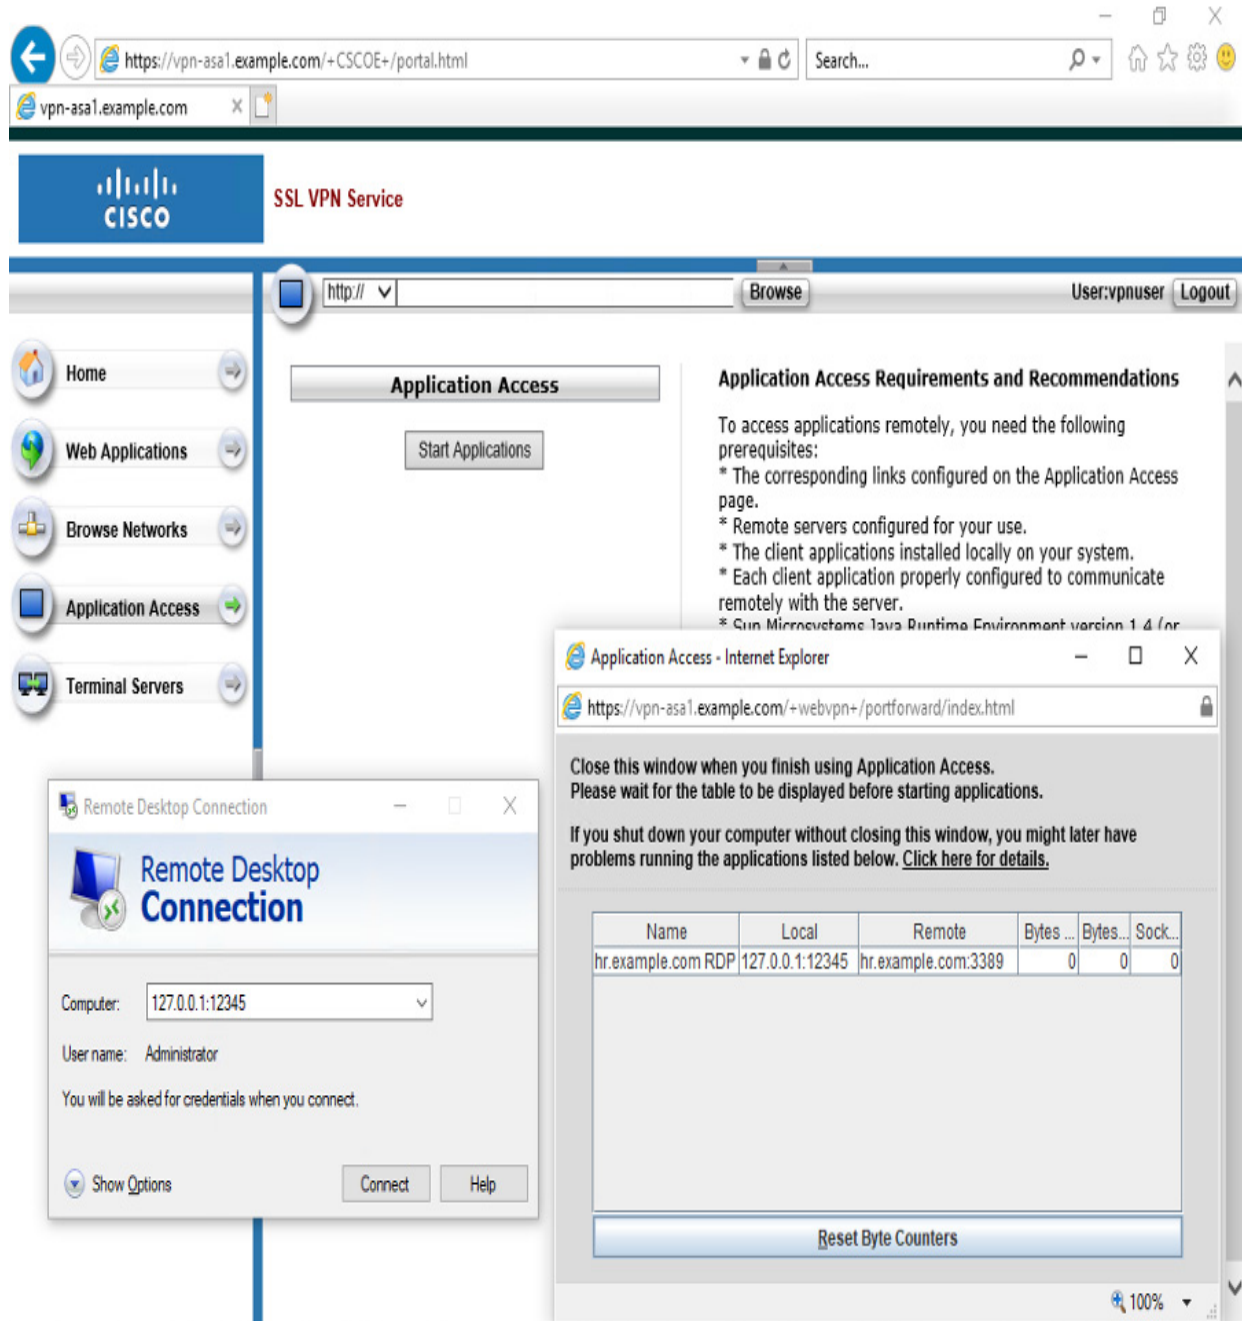 https://vpn-asa1.example.com/+CSCOE+/portal.html
Search...
vpn-asa1.example.com
CISCO
SSL VPN Service
http://
Browse
User:vpnuser
Logout
Home
Web Applications
Browse Networks
Application Access
Terminal Servers
Application Access
Start Applications
Application Access Requirements and Recommendations
To access applications remotely, you need the following
prerequisites:
* The corresponding links configured on the Application Access
page.
* Remote servers configured for your use.
* The client applications installed locally on your system.
* Each client application properly configured to communicate
remotely with the server.
* Sun Microsystems Java Runtime Environment version 1.4 (or
Remote Desktop Connection
Remote Desktop
Connection
Computer:
127.0.0.1:12345
User name: Administrator
You will be asked for credentials when you connect.
Show Options
Connect
Help
Application Access - Internet Explorer
https://vpn-asa1.example.com/+webvpn+/portforward/index.html
Close this window when you finish using Application Access.
Please wait for the table to be displayed before starting applications.
If you shut down your computer without closing this window, you might later have
problems running the applications listed below. Click here for details.
Name Local Remote Bytes ... Bytes... Sock...
hr.example.com RDP 127.0.0.1:12345 hr.example.com:3389 0 0 0
Reset Byte Counters
100%